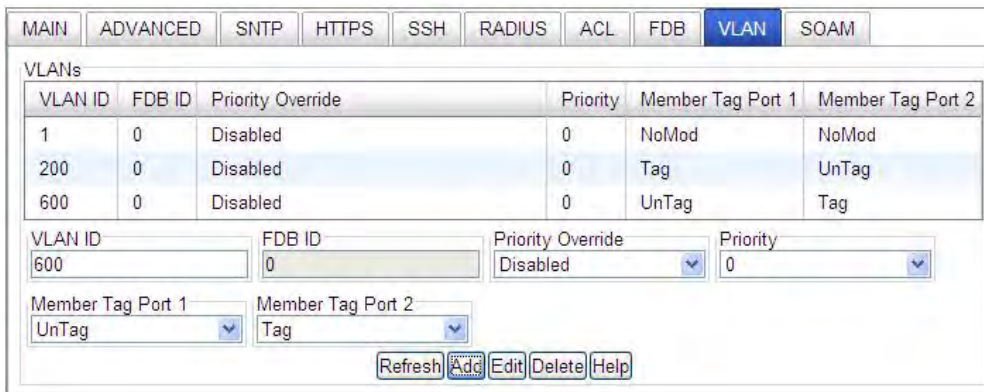 MAIN ADVANCED SNTP HTTPS SSH RADIUS ACL FDB VLAN SOAM
VLANs
VLAN ID FDB ID Priority Override Priority Member Tag Port 1 Member Tag Port 2
1 0 Disabled 0 NoMod NoMod
200 0 Disabled 0 Tag UnTag
600 0 Disabled 0 UnTag Tag
VLAN ID FDB ID Priority Override Priority
600 0 Disabled 0
Member Tag Port 1 Member Tag Port 2
UnTag Tag
Refresh Add Edit Delete Help